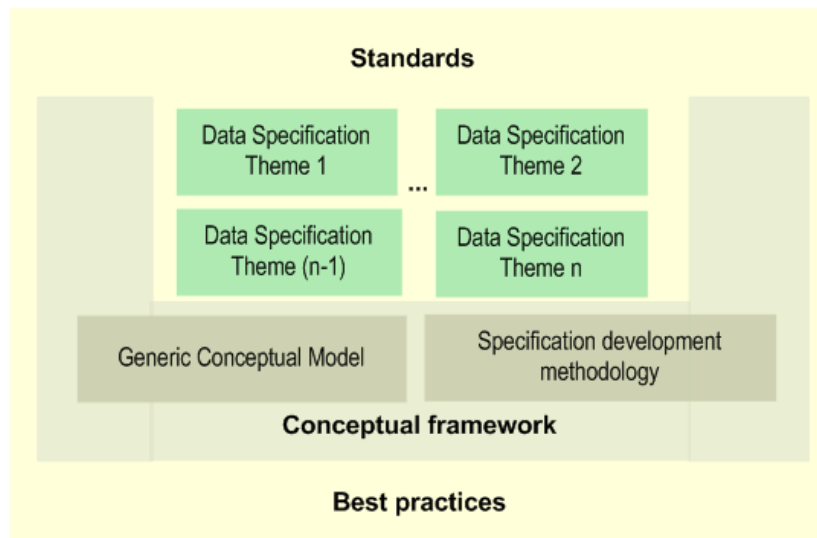 Standards
Data Specification
Theme 1
Data Specification
Theme 2
...
Data Specification
Theme (n-1)
Data Specification
Theme n
Generic Conceptual Model
Specification development
methodology
Conceptual framework
Best practices